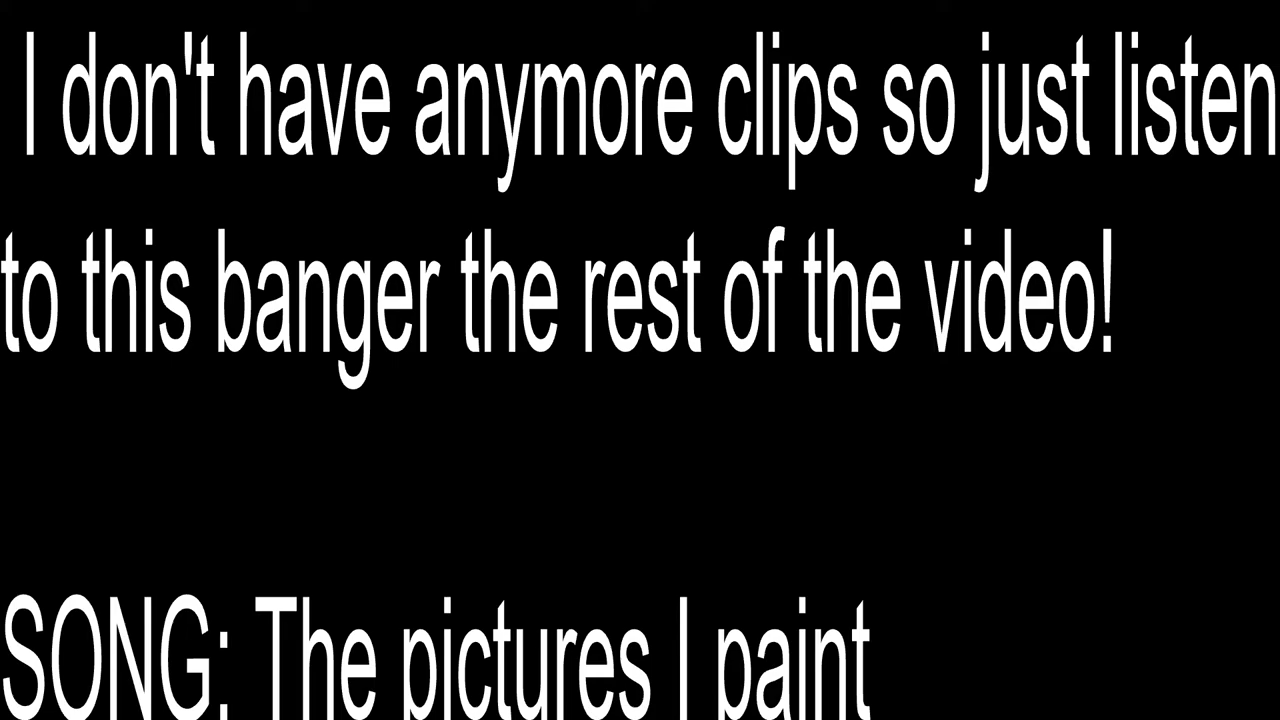 I don't have anymore clips so just listen
to this banger the rest of the video!
SONG: The pictures I paint